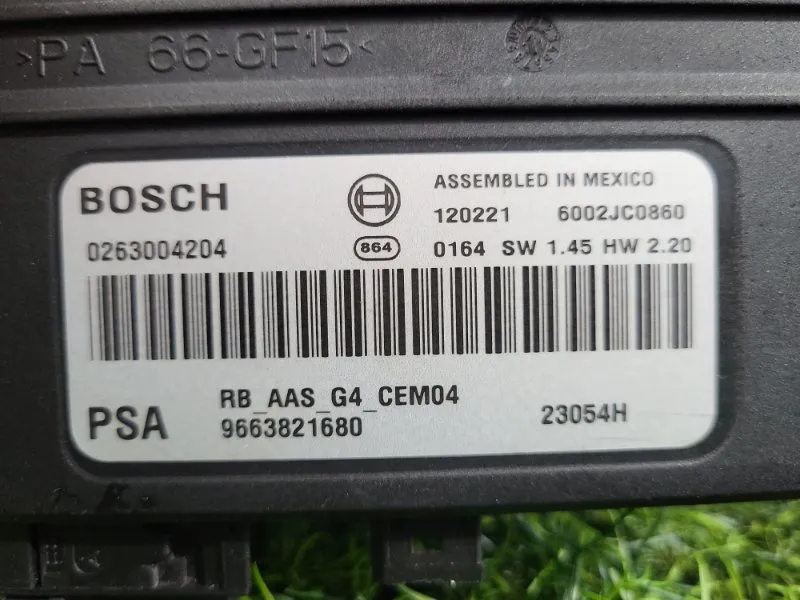 >PA 66-GF15<
BOSCH
ASSEMBLED IN MEXICO
120221 6002JC0860
0263004204
864
0164 SW 1.45 HW 2.20
RB_AAS_G4_CEM04
PSA
9663821680
23054H